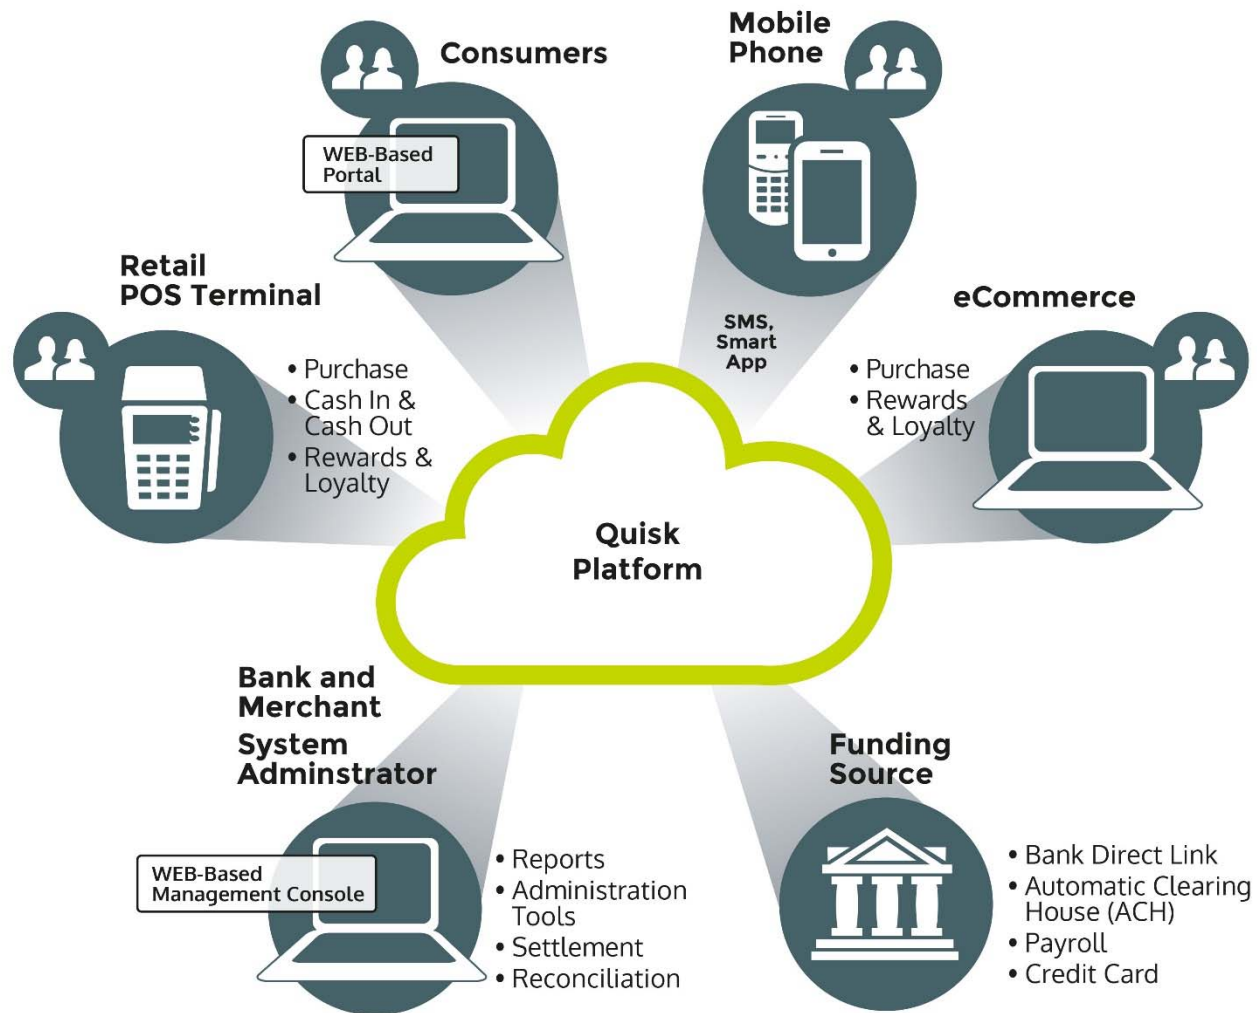 Consumers
WEB-Based
Portal
Mobile
Phone
SMS,
Smart
App
Retail
POS Terminal
• Purchase
• Cash In &
Cash Out
• Rewards &
Loyalty
eCommerce
• Purchase
• Rewards
& Loyalty
Quisk
Platform
Bank and
Merchant
System
Adminstrator
WEB-Based
Management Console
• Reports
• Administration
Tools
• Settlement
• Reconciliation
Funding
Source
• Bank Direct Link
• Automatic Clearing
House (ACH)
• Payroll
• Credit Card